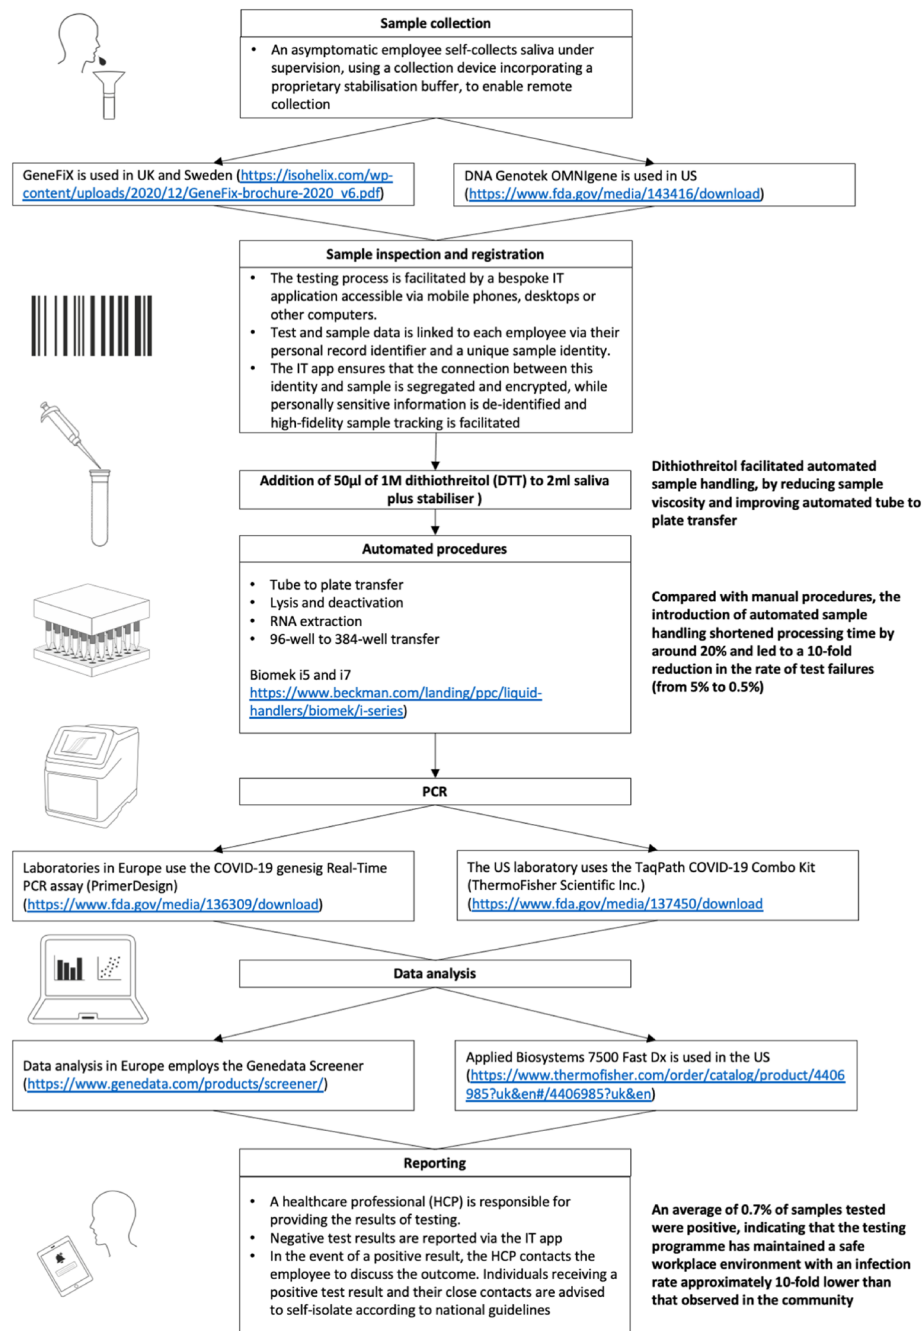 Sample collection
• An asymptomatic employee self-collects saliva under
supervision, using a collection device incorporating a
proprietary stabilisation buffer, to enable remote
collection
GeneFiX is used in UK and Sweden (https://isohelix.com/wp-
content/uploads/2020/12/GeneFix-brochure-2020_v6.pdf)
DNA Genotek OMNIgene is used in US
(https://www.fda.gov/media/143416/download)
Sample inspection and registration
• The testing process is facilitated by a bespoke IT
application accessible via mobile phones, desktops or
other computers.
• Test and sample data is linked to each employee via their
personal record identifier and a unique sample identity.
• The IT app ensures that the connection between this
identity and sample is segregated and encrypted, while
personally sensitive information is de-identified and
high-fidelity sample tracking is facilitated
Addition of 50µl of 1M dithiothreitol (DTT) to 2ml saliva
plus stabiliser )
Dithiothreitol facilitated automated
sample handling, by reducing sample
viscosity and improving automated tube to
plate transfer
Automated procedures
• Tube to plate transfer
• Lysis and deactivation
• RNA extraction
• 96-well to 384-well transfer
Biomek i5 and i7
https://www.beckman.com/landing/ppc/liquid-
handlers/biomek/i-series)
Compared with manual procedures, the
introduction of automated sample
handling shortened processing time by
around 20% and led to a 10-fold
reduction in the rate of test failures
(from 5% to 0.5%)
PCR
Laboratories in Europe use the COVID-19 genesig Real-Time
PCR assay (PrimerDesign)
(https://www.fda.gov/media/136309/download)
The US laboratory uses the TaqPath COVID-19 Combo Kit
(ThermoFisher Scientific Inc.)
(https://www.fda.gov/media/137450/download
Data analysis
Data analysis in Europe employs the Genedata Screener
(https://www.genedata.com/products/screener/)
Applied Biosystems 7500 Fast Dx is used in the US
(https://www.thermofisher.com/order/catalog/product/4406
985?uk&en#/4406985?uk&en)
Reporting
• A healthcare professional (HCP) is responsible for
providing the results of testing.
• Negative test results are reported via the IT app
• In the event of a positive result, the HCP contacts the
employee to discuss the outcome. Individuals receiving a
positive test result and their close contacts are advised
to self-isolate according to national guidelines
An average of 0.7% of samples tested
were positive, indicating that the testing
programme has maintained a safe
workplace environment with an infection
rate approximately 10-fold lower than
that observed in the community